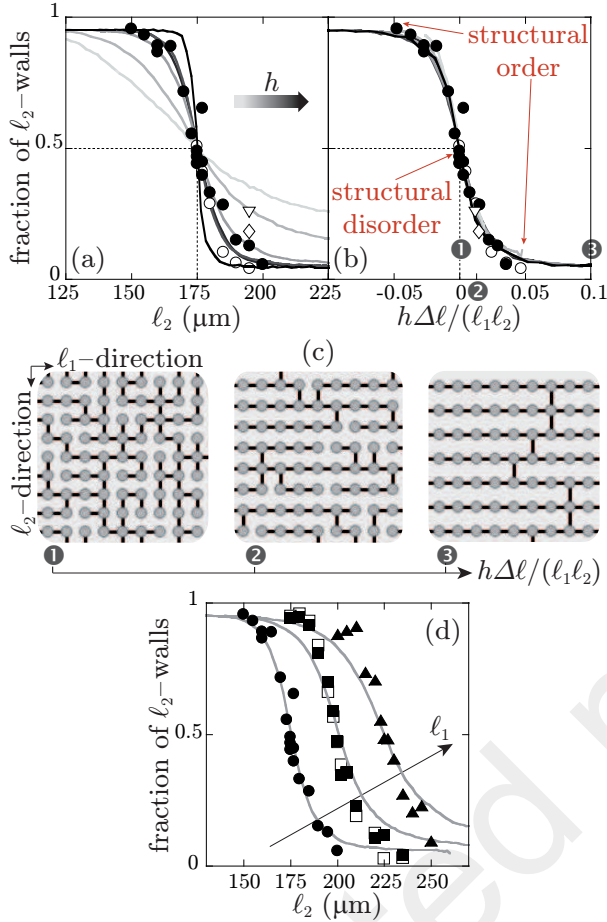 fraction of ℓ₂–walls
1
0.5
0
h
(a)
125 150 175 200 225
ℓ₂ (μm)
structural
order
structural
disorder
(b)
1
2
3
-0.05 0 0.05 0.1
hΔℓ/(ℓ₁ℓ₂)
(c)
ℓ₁–direction
ℓ₂–direction
1
2
3
hΔℓ/(ℓ₁ℓ₂)
fraction of ℓ₂–walls
1
0.5
0
(d)
ℓ₁
150 175 200 225 250
ℓ₂ (μm)